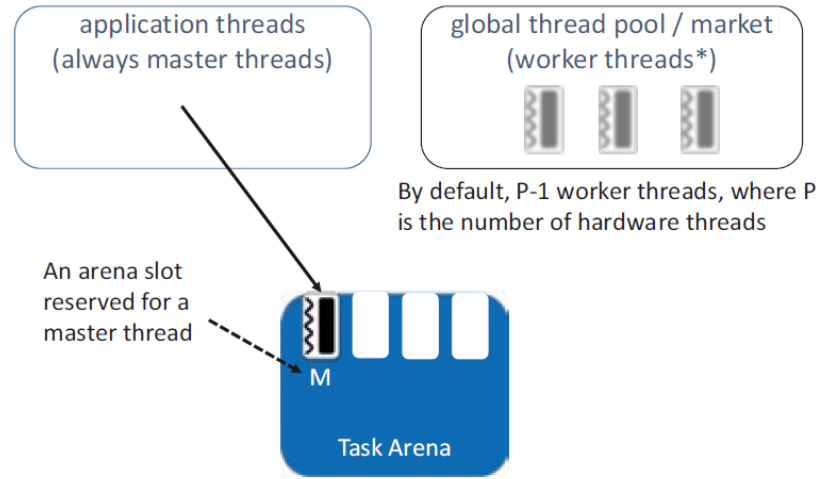 application threads
(always master threads)
global thread pool / market
(worker threads*)
By default, P-1 worker threads, where P
is the number of hardware threads
An arena slot
reserved for a
master thread
M
Task Arena